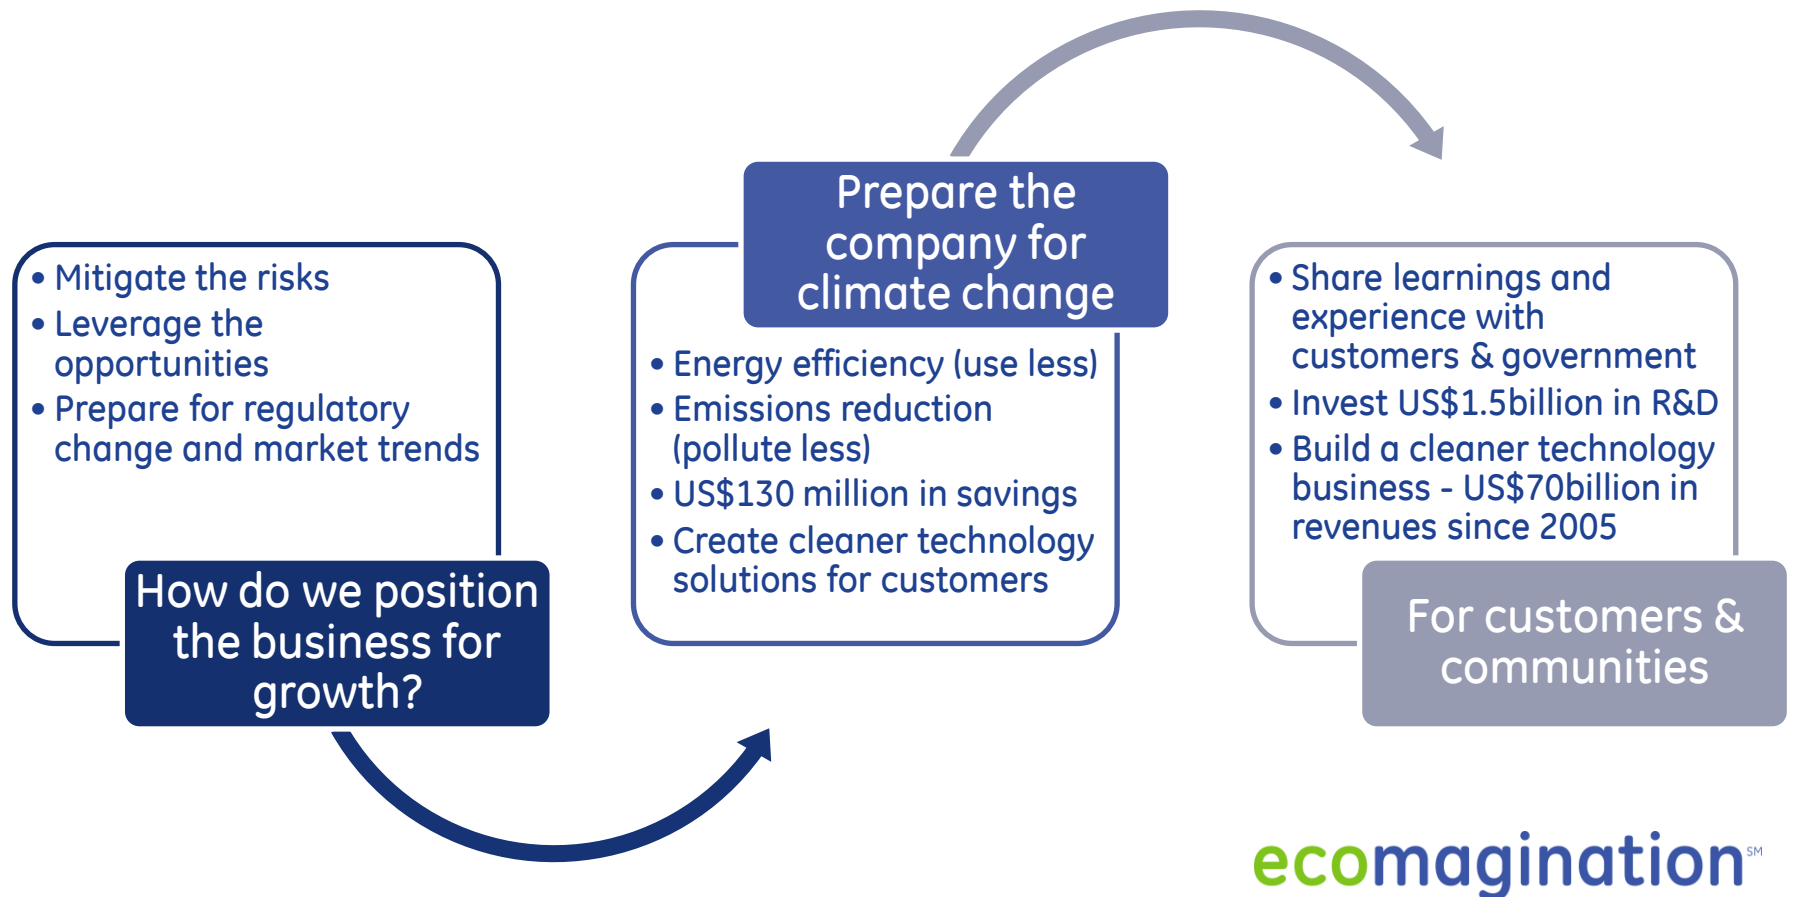 • Mitigate the risks
• Leverage the
opportunities
• Prepare for regulatory
change and market trends
How do we position
the business for
growth?
Prepare the
company for
climate change
• Energy efficiency (use less)
• Emissions reduction
(pollute less)
• US$130 million in savings
• Create cleaner technology
solutions for customers
• Share learnings and
experience with
customers & government
• Invest US$1.5billion in R&D
• Build a cleaner technology
business - US$70billion in
revenues since 2005
For customers &
communities
ecomagination℠